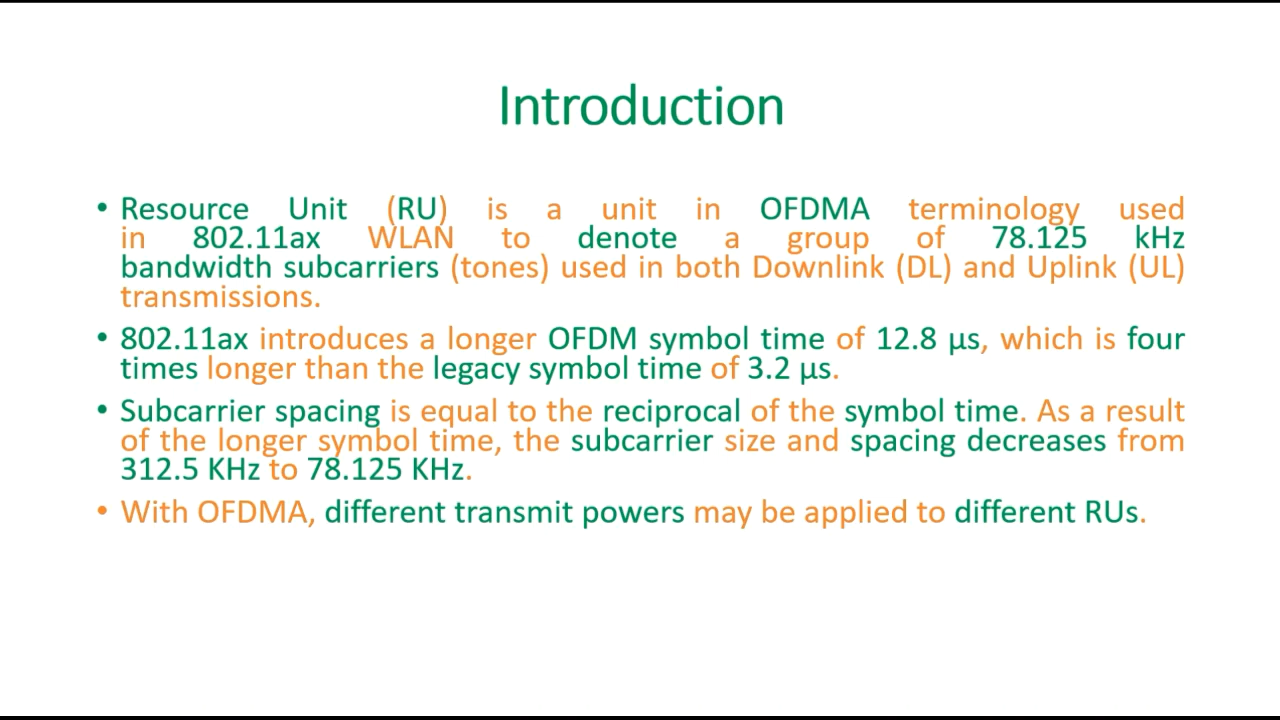 Introduction
• Resource Unit (RU) is a unit in OFDMA terminology used
in 802.11ax WLAN to denote a group of 78.125 kHz
bandwidth subcarriers (tones) used in both Downlink (DL) and Uplink (UL)
transmissions.
• 802.11ax introduces a longer OFDM symbol time of 12.8 µs, which is four
times longer than the legacy symbol time of 3.2 µs.
• Subcarrier spacing is equal to the reciprocal of the symbol time. As a result
of the longer symbol time, the subcarrier size and spacing decreases from
312.5 KHz to 78.125 KHz.
• With OFDMA, different transmit powers may be applied to different RUs.